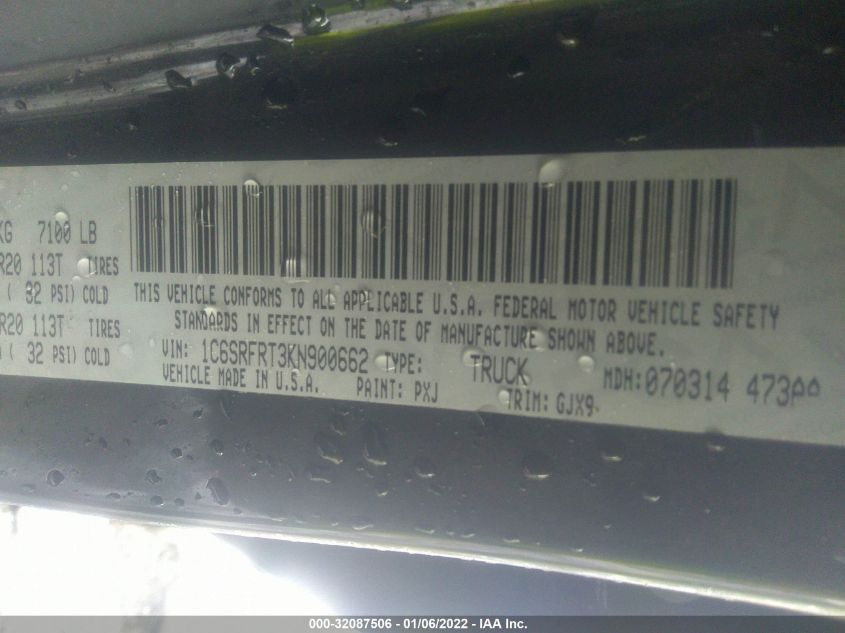 KG 7100 LB
R20 113T TIRES
( 32 PSI) COLD
R20 113T TIRES
( 32 PSI) COLD
THIS VEHICLE CONFORMS TO ALL APPLICABLE U.S.A. FEDERAL MOTOR VEHICLE SAFETY
STANDARDS IN EFFECT ON THE DATE OF MANUFACTURE SHOWN ABOVE.
VIN: 1C6SRFRT3KN900662 TYPE: TRUCK MDH: 070314 473
VEHICLE MADE IN U.S.A. PAINT: PXJ TRIM: GJX9
000-32087506 - 01/06/2022 - IAA Inc.